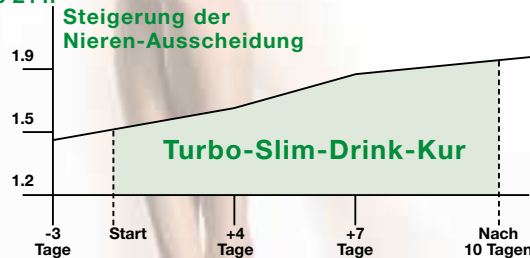 Steigerung der
Nieren-Ausscheidung
1.9
1.5
Turbo-Slim-Drink-Kur
1.2
-3 Start +4 +7 Nach
Tage Tage Tage 10 Tagen